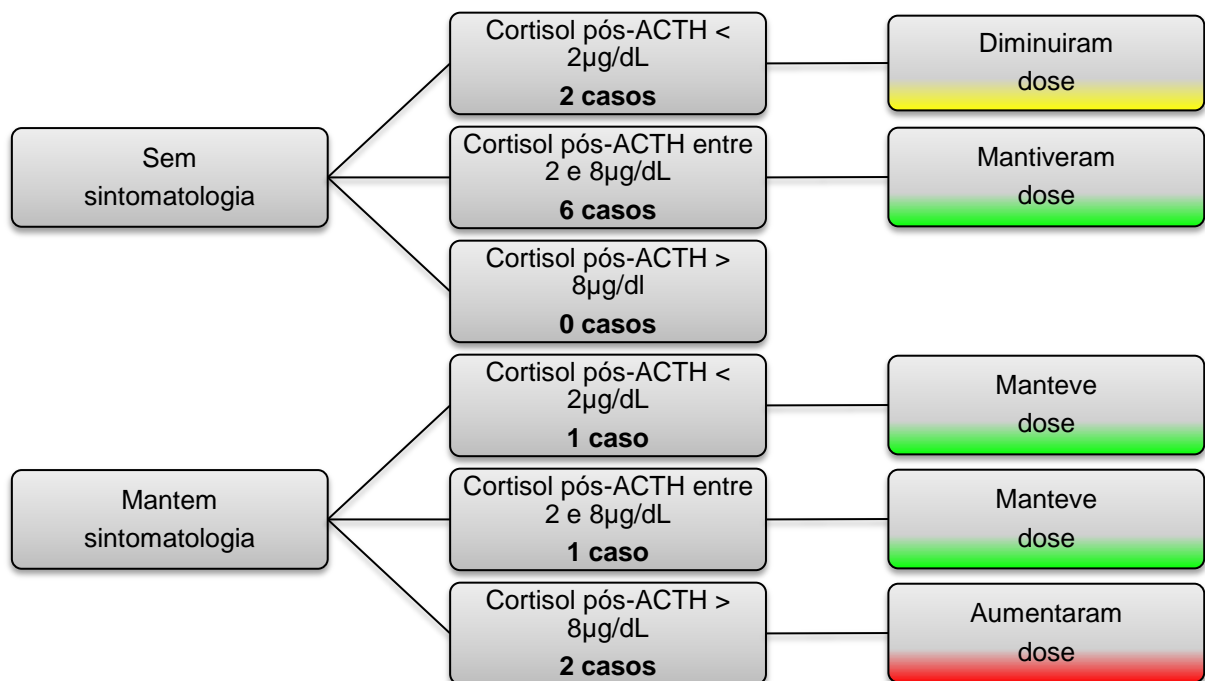 Sem
sintomatologia
Cortisol pós-ACTH <
2µg/dL
2 casos
Diminuiram
dose
Cortisol pós-ACTH entre
2 e 8µg/dL
6 casos
Mantiveram
dose
Cortisol pós-ACTH >
8µg/dl
0 casos
Mantem
sintomatologia
Cortisol pós-ACTH <
2µg/dL
1 caso
Manteve
dose
Cortisol pós-ACTH entre
2 e 8µg/dL
1 caso
Manteve
dose
Cortisol pós-ACTH >
8µg/dL
2 casos
Aumentaram
dose